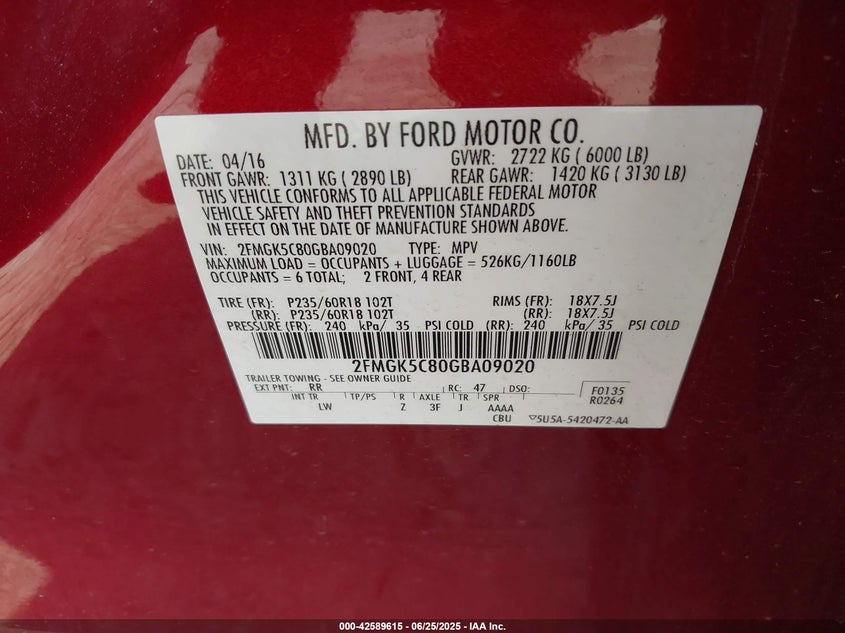 MFD. BY FORD MOTOR CO.
DATE: 04/16 GVWR: 2722 KG ( 6000 LB)
FRONT GAWR: 1311 KG ( 2890 LB) REAR GAWR: 1420 KG ( 3130 LB)
THIS VEHICLE CONFORMS TO ALL APPLICABLE FEDERAL MOTOR
VEHICLE SAFETY AND THEFT PREVENTION STANDARDS
IN EFFECT ON THE DATE OF MANUFACTURE SHOWN ABOVE.
VIN: 2FMGK5C80GBA09020 TYPE: MPV
MAXIMUM LOAD = OCCUPANTS + LUGGAGE = 526KG/1160LB
OCCUPANTS = 6 TOTAL; 2 FRONT, 4 REAR
TIRE (FR): P235/60R18 102T RIMS (FR): 18X7.5J
(RR): P235/60R18 102T (RR): 18X7.5J
PRESSURE (FR): 240 kPa/ 35 PSI COLD (RR): 240 kPa/ 35 PSI COLD
2FMGK5C80GBA09020
TRAILER TOWING - SEE OWNER GUIDE
EXT PNT: RR RC: 47 DSO: F0135
INT TR TP/PS R AXLE TR SPR R0264
LW Z 3F J AAAA
CBU 5U5A-5420472-AA
000-42589615 - 06/25/2025 - IAA Inc.